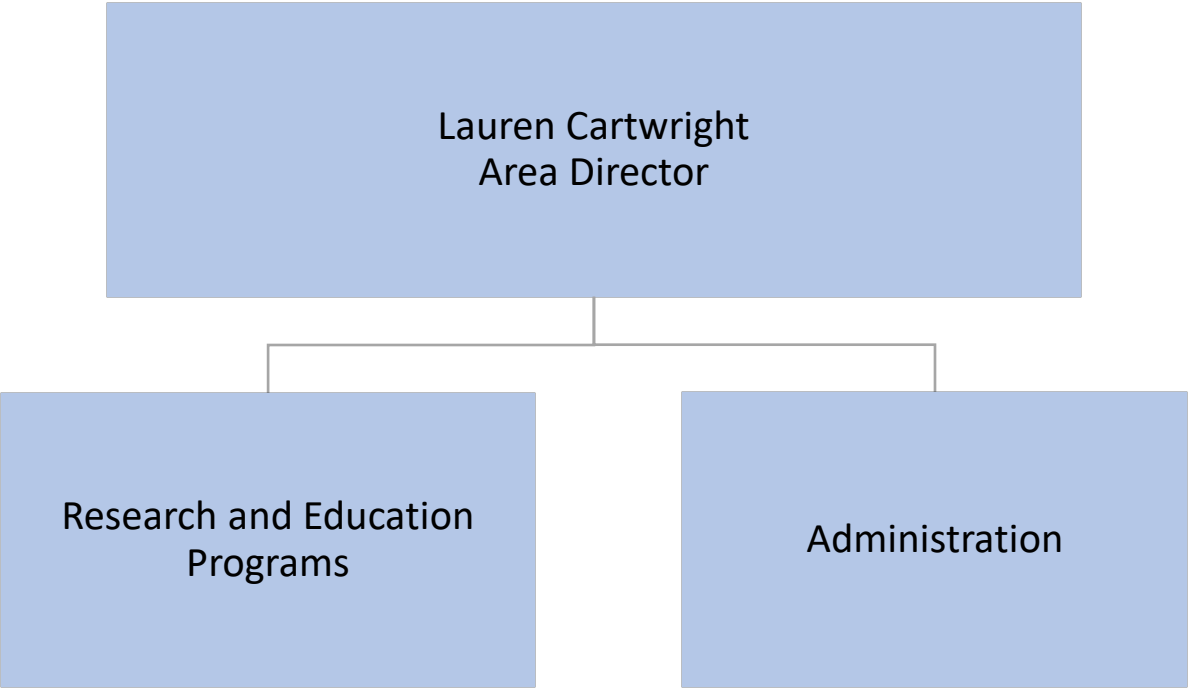 Lauren Cartwright
Area Director
Research and Education
Programs
Administration